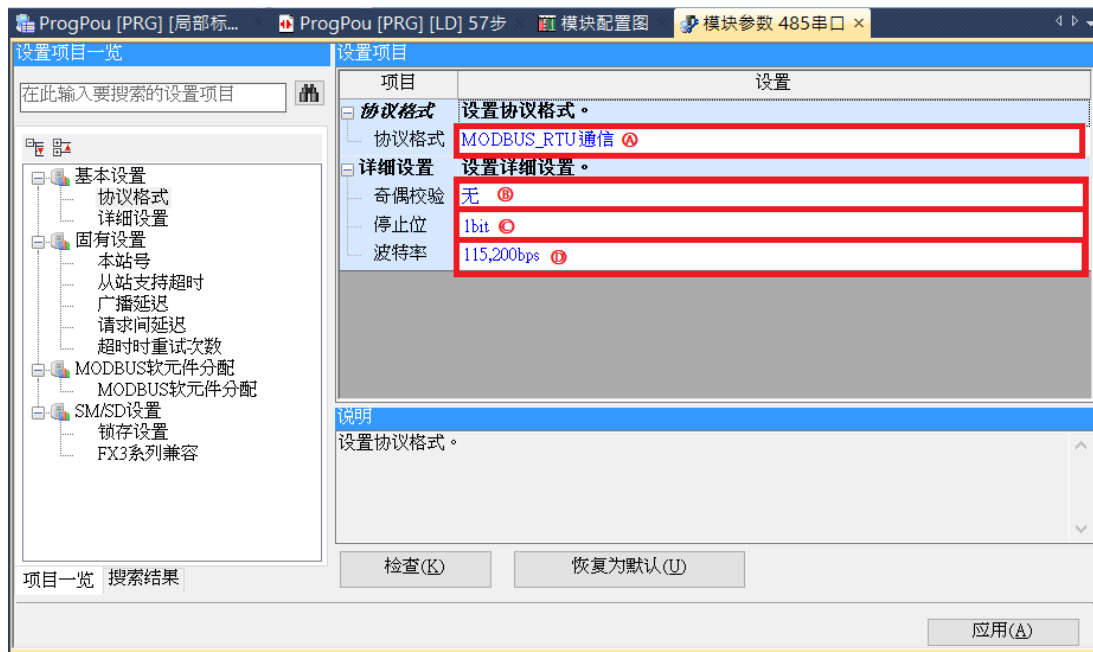 ProgPou [PRG] [局部标... ProgPou [PRG] [LD] 57步 模块配置图 模块参数 485串口 ×
设置项目一览
在此输入要搜索的设置项目
基本设置
协议格式
详细设置
固有设置
本站号
从站支持超时
广播延迟
请求间延迟
超时时重试次数
MODBUS软元件分配
MODBUS软元件分配
SM/SD设置
锁存设置
FX3系列兼容
项目一览 搜索结果
设置项目
项目 设置
协议格式 设置协议格式。
协议格式 MODBUS_RTU通信 A
详细设置 设置详细设置。
奇偶校验 无 B
停止位 1bit C
波特率 115,200bps D
说明
设置协议格式。
检查(K) 恢复为默认(U)
应用(A)